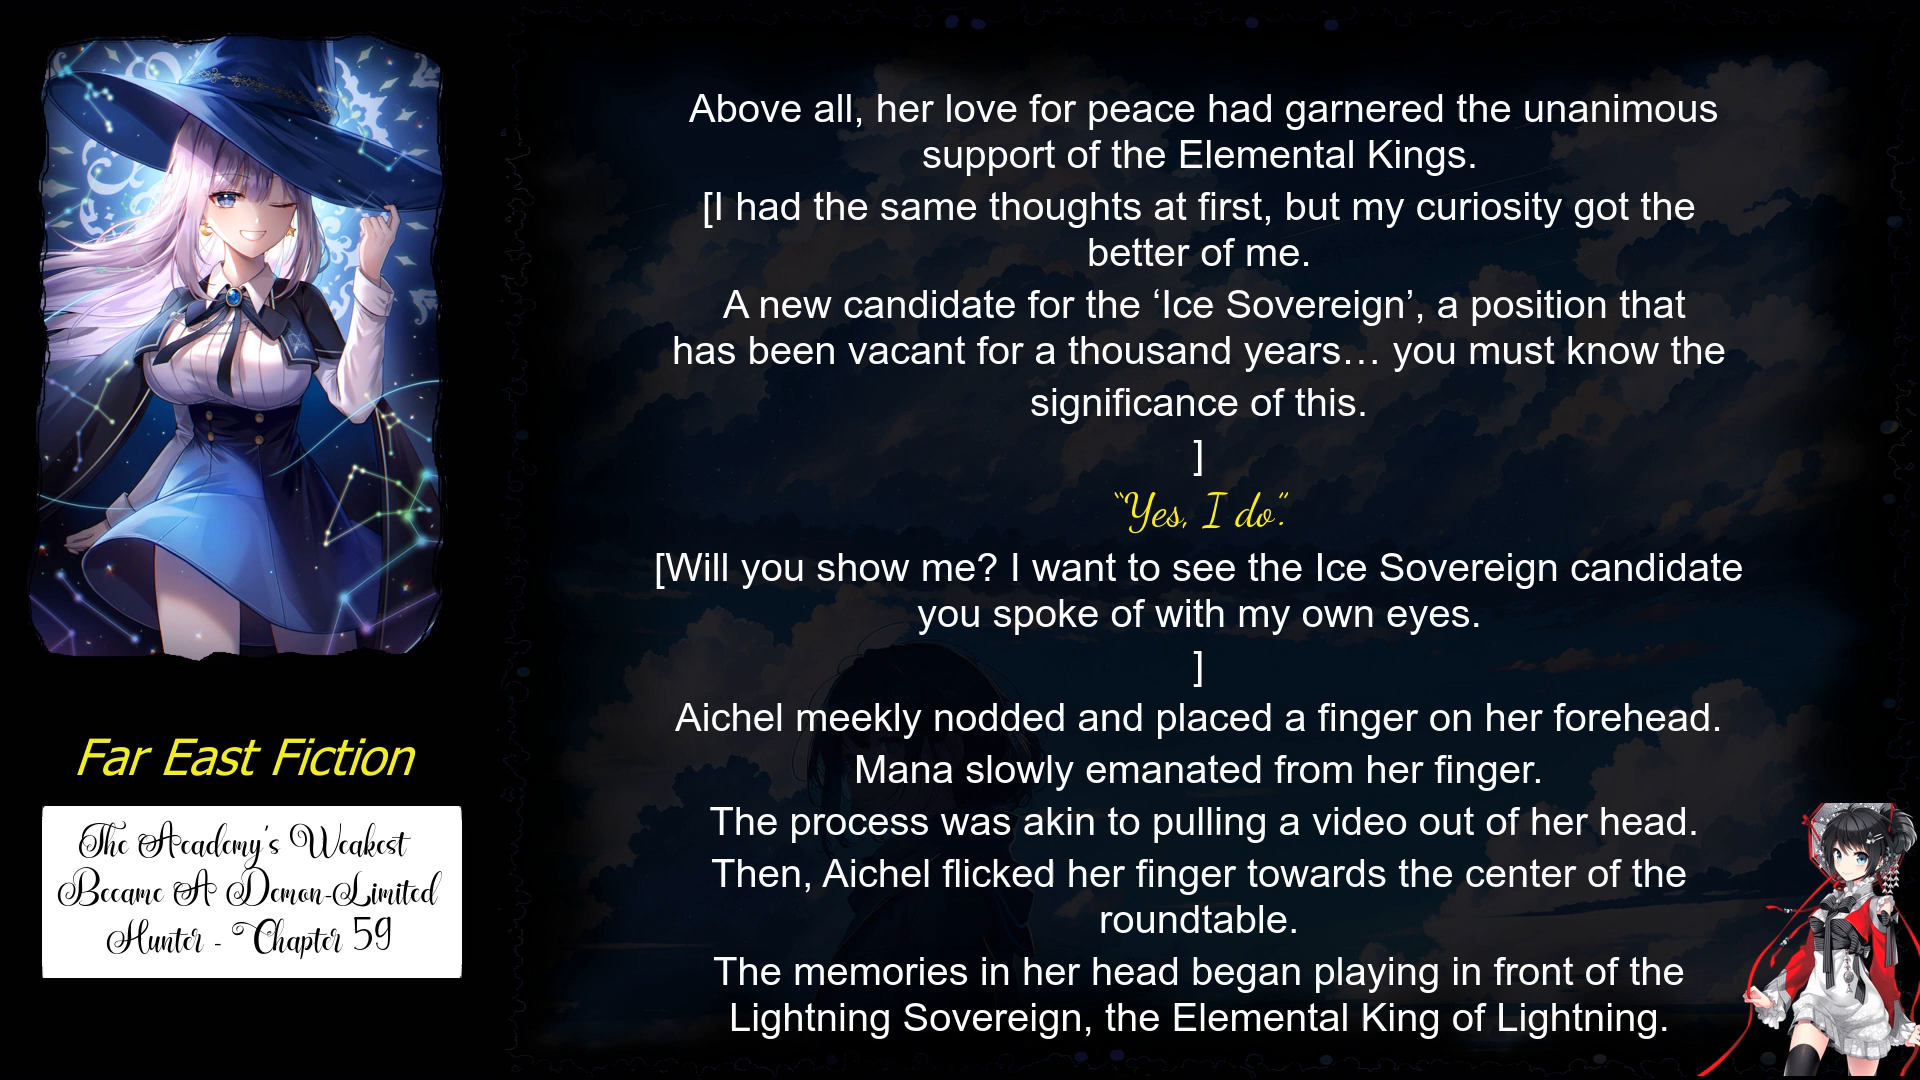 Above all, her love for peace had garnered the unanimous
support of the Elemental Kings.
[I had the same thoughts at first, but my curiosity got the
better of me.
A new candidate for the ‘Ice Sovereign’, a position that
has been vacant for a thousand years… you must know the
significance of this.
]
“Yes, I do.”
[Will you show me? I want to see the Ice Sovereign candidate
you spoke of with my own eyes.
]
Aichel meekly nodded and placed a finger on her forehead.
Mana slowly emanated from her finger.
The process was akin to pulling a video out of her head.
Then, Aichel flicked her finger towards the center of the
roundtable.
The memories in her head began playing in front of the
Lightning Sovereign, the Elemental King of Lightning.
Far East Fiction
The Academy's Weakest
Became A Demon-Limited
Hunter - Chapter 59